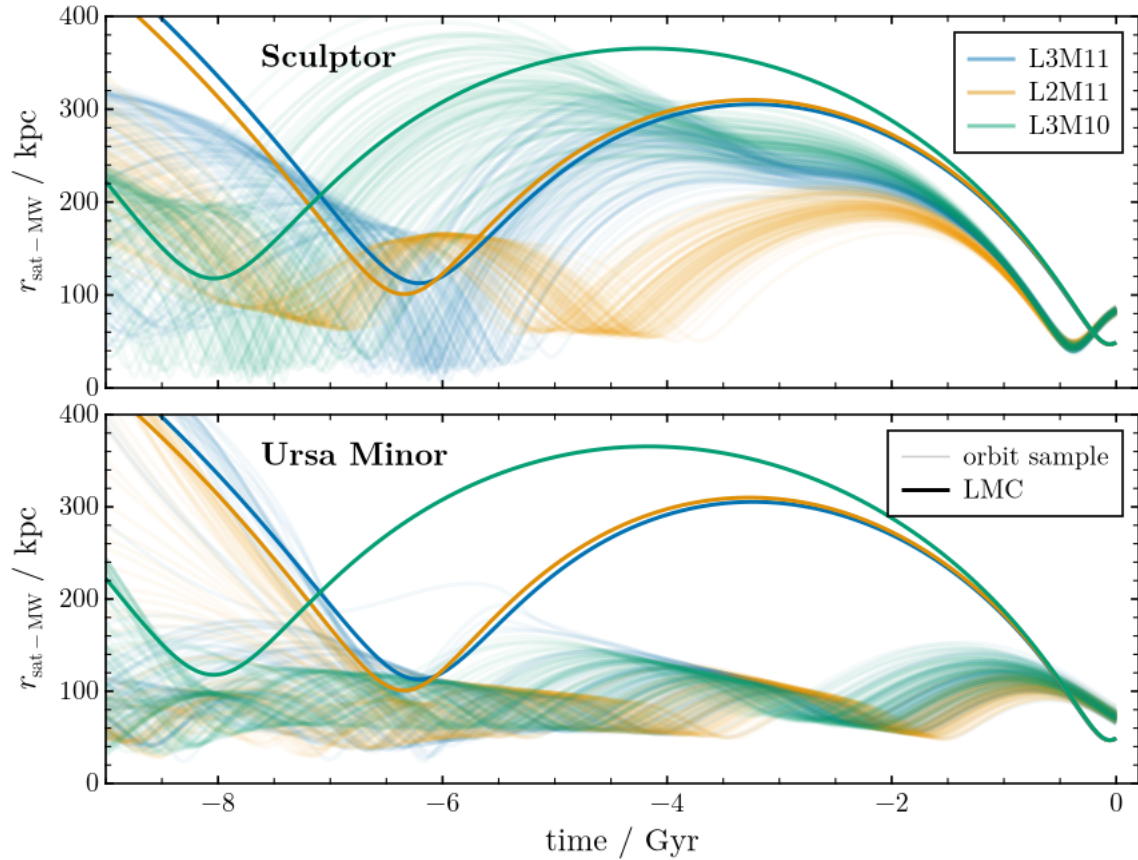 400
300
200
100
0
r_sat−MW / kpc
Sculptor
L3M11
L2M11
L3M10
400
300
200
100
0
r_sat−MW / kpc
Ursa Minor
orbit sample
LMC
−8
−6
−4
−2
0
time / Gyr